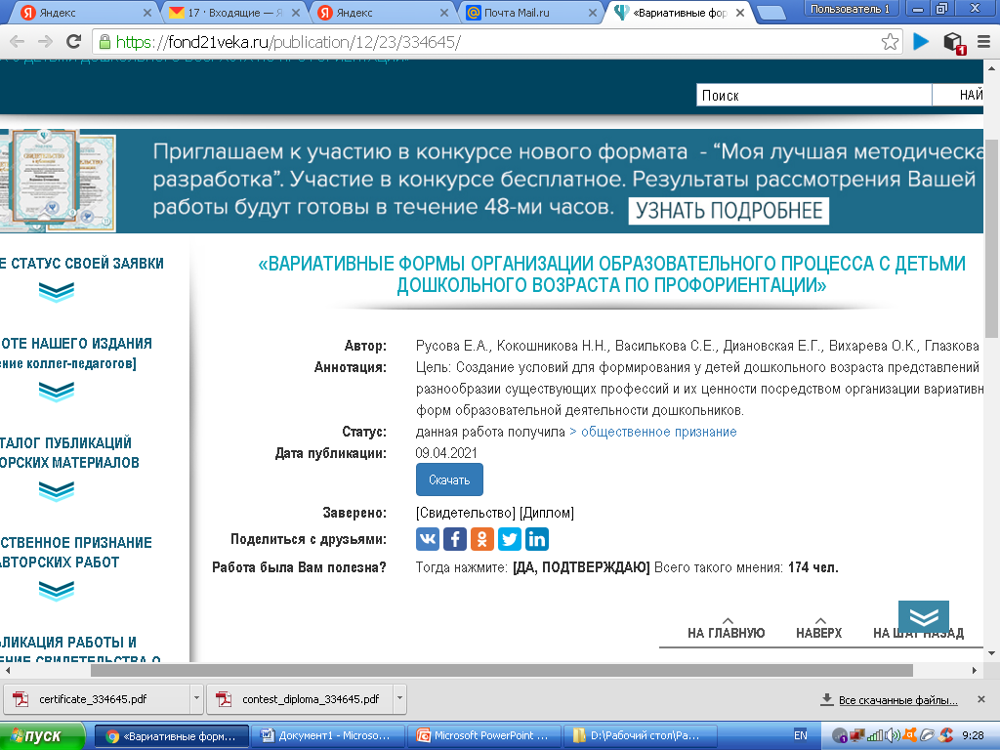 Яндекс
17 · Входящие — Я
Яндекс
Почта Mail.ru
«Вариативные фор
Пользователь 1
https://fond21veka.ru/publication/12/23/334645/
1
Поиск
НАЙ
Приглашаем к участию в конкурсе нового формата - “Моя лучшая методическа
разработка”. Участие в конкурсе бесплатное. Результаты рассмотрения Вашей
работы будут готовы в течение 48-ми часов. УЗНАТЬ ПОДРОБНЕЕ
Е СТАТУС СВОЕЙ ЗАЯВКИ
ОТЕ НАШЕГО ИЗДАНИЯ
ение коллег-педагогов]
ТАЛОГ ПУБЛИКАЦИЙ
ОРСКИХ МАТЕРИАЛОВ
СТВЕННОЕ ПРИЗНАНИЕ
АВТОРСКИХ РАБОТ
БЛИКАЦИЯ РАБОТЫ И
ЕНИЕ СВИДЕТЕЛЬСТВА О
«ВАРИАТИВНЫЕ ФОРМЫ ОРГАНИЗАЦИИ ОБРАЗОВАТЕЛЬНОГО ПРОЦЕССА С ДЕТЬМИ
ДОШКОЛЬНОГО ВОЗРАСТА ПО ПРОФОРИЕНТАЦИИ»
Автор: Русова Е.А., Кокошникова Н.Н., Василькова С.Е., Диановская Е.Г., Вихарева О.К., Глазкова
Аннотация: Цель: Создание условий для формирования у детей дошкольного возраста представлений
разнообразии существующих профессий и их ценности посредством организации вариативн
форм образовательной деятельности дошкольников.
Статус: данная работа получила > общественное признание
Дата публикации: 09.04.2021
Скачать
Заверено: [Свидетельство] [Диплом]
Поделиться с друзьями:
Работа была Вам полезна? Тогда нажмите: [ДА, ПОДТВЕРЖДАЮ] Всего такого мнения: 174 чел.
НА ГЛАВНУЮ НАВЕРХ НА ШАГ НАЗАД
certificate_334645.pdf
contest_diploma_334645.pdf
Все скачанные файлы...
пуск
«Вариативные форм...
Документ1 - Microso...
Microsoft PowerPoint ...
D:\Рабочий стол\Ра...
EN
9:28